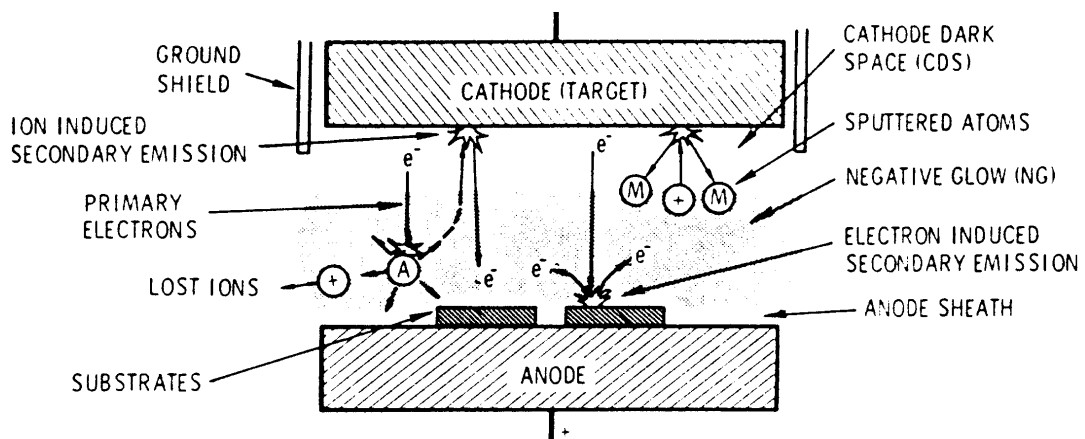 GROUND
SHIELD
CATHODE DARK
SPACE (CDS)
CATHODE (TARGET)
ION INDUCED
SECONDARY EMISSION
SPUTTERED ATOMS
e-
e-
M
+
M
NEGATIVE GLOW (NG)
PRIMARY
ELECTRONS
ELECTRON INDUCED
SECONDARY EMISSION
A
e-
e-
e-
LOST IONS
+
ANODE SHEATH
SUBSTRATES
ANODE
+